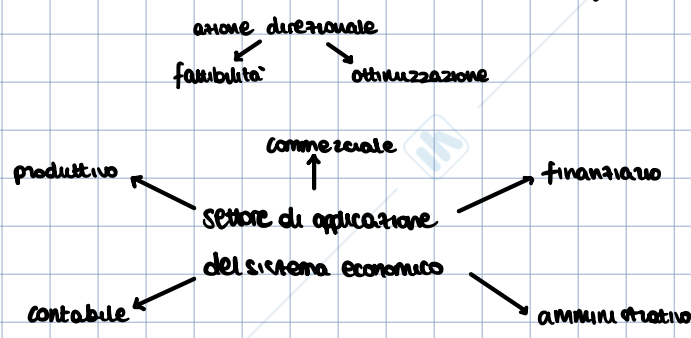 azione direzionale
fattibilità
ottimizzazione
commerciale
produttivo
finanziario
settore di applicazione
del sistema economico
contabile
amministrativo